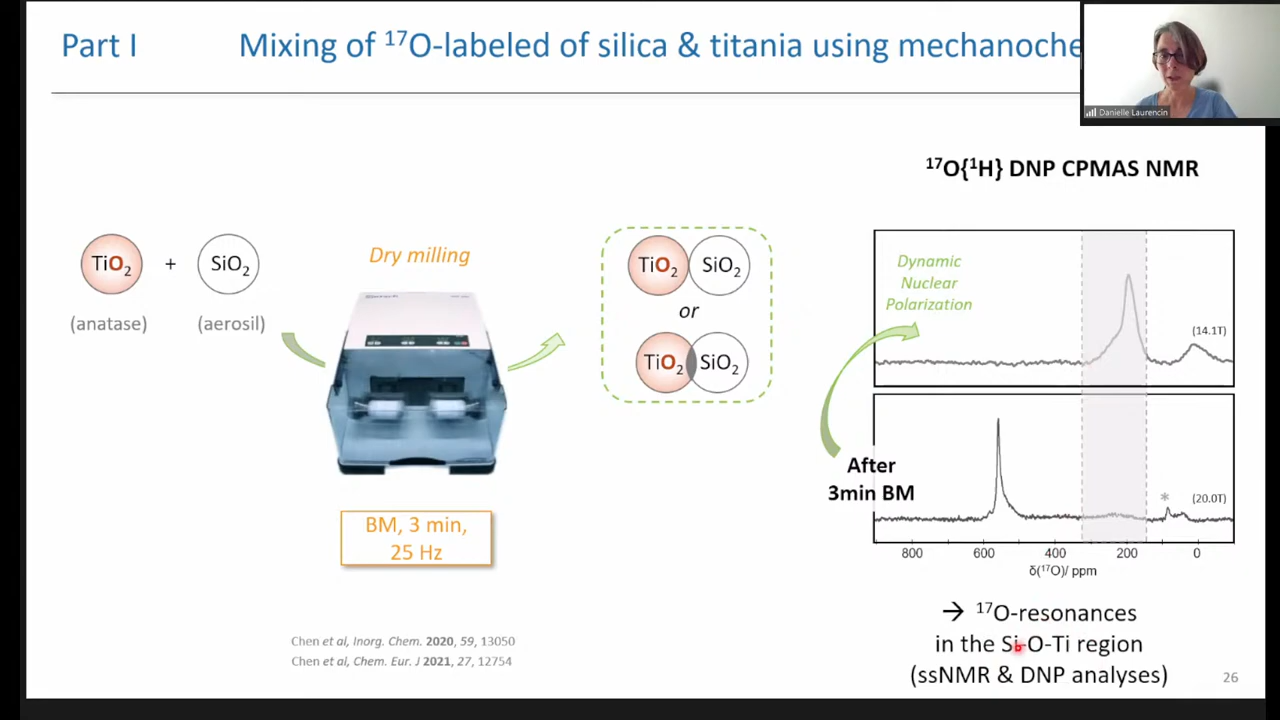 Part I
Mixing of ¹⁷O-labeled of silica & titania using mechanoche
Danielle Laurencin
¹⁷O{¹H} DNP CPMAS NMR
TiO₂ + SiO₂
(anatase) (aerosil)
Dry milling
BM, 3 min,
25 Hz
TiO₂ SiO₂
or
TiO₂ SiO₂
Dynamic
Nuclear
Polarization
(14.1T)
After
3min BM
*
(20.0T)
800 600 400 200 0
δ(¹⁷O)/ ppm
→ ¹⁷O-resonances
in the Si-O-Ti region
(ssNMR & DNP analyses)
Chen et al, Inorg. Chem. 2020, 59, 13050
Chen et al, Chem. Eur. J 2021, 27, 12754
26